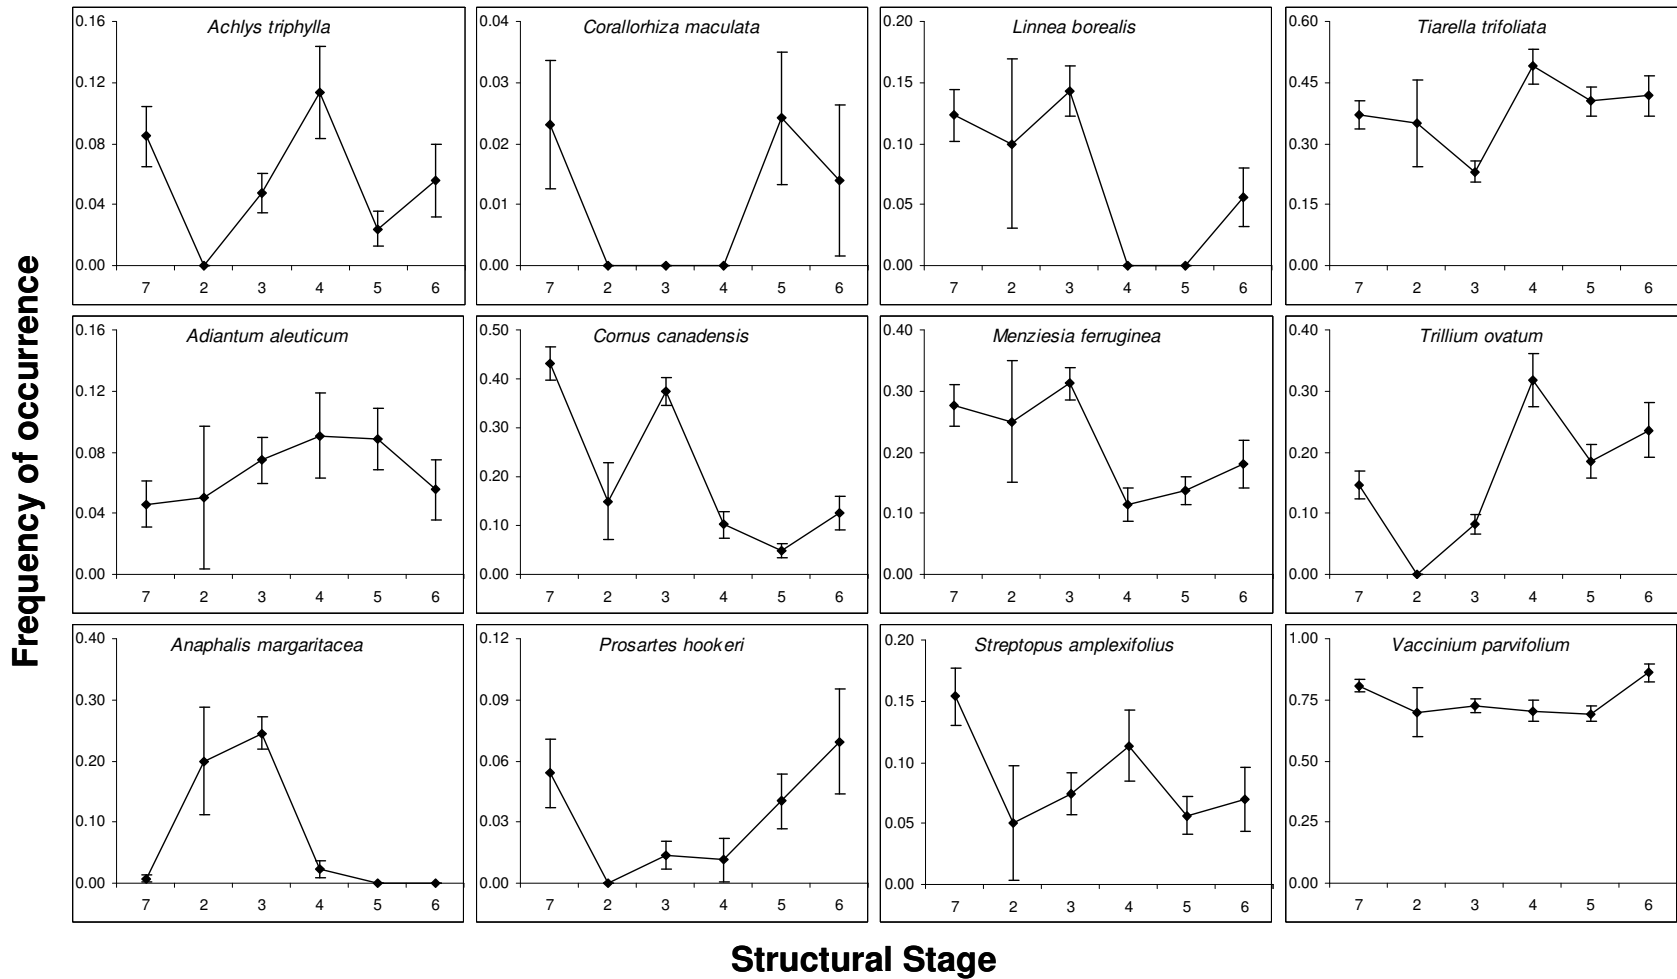 Frequency of occurrence
Achlys triphylla
0.16
0.12
0.08
0.04
0.00
7 2 3 4 5 6
Corallorhiza maculata
0.04
0.03
0.02
0.01
0.00
7 2 3 4 5 6
Linnea borealis
0.20
0.15
0.10
0.05
0.00
7 2 3 4 5 6
Tiarella trifoliata
0.60
0.45
0.30
0.15
0.00
7 2 3 4 5 6
Adiantum aleuticum
0.16
0.12
0.08
0.04
0.00
7 2 3 4 5 6
Cornus canadensis
0.50
0.40
0.30
0.20
0.10
0.00
7 2 3 4 5 6
Menziesia ferruginea
0.40
0.30
0.20
0.10
0.00
7 2 3 4 5 6
Trillium ovatum
0.40
0.30
0.20
0.10
0.00
7 2 3 4 5 6
Anaphalis margaritacea
0.40
0.30
0.20
0.10
0.00
7 2 3 4 5 6
Prosartes hookeri
0.12
0.09
0.06
0.03
0.00
7 2 3 4 5 6
Streptopus amplexifolius
0.20
0.15
0.10
0.05
0.00
7 2 3 4 5 6
Vaccinium parvifolium
1.00
0.75
0.50
0.25
0.00
7 2 3 4 5 6
Structural Stage